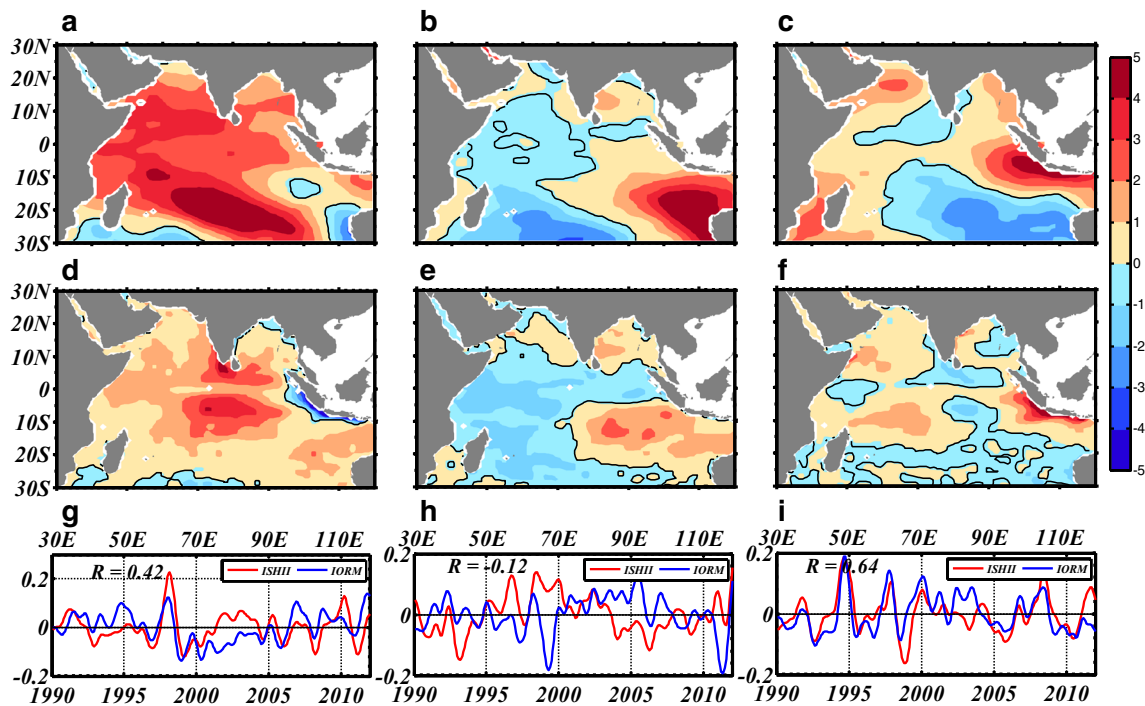 a b c
30N
20N
10N
0
10S
20S
30S
5
4
3
2
1
0
-1
-2
-3
-4
-5
d e f
30N
20N
10N
0
10S
20S
30S
g h i
30E 50E 70E 90E 110E 30E 50E 70E 90E 110E 30E 50E 70E 90E 110E
R = 0.42 ISHII IORM R = -0.12 ISHII IORM R = 0.64 ISHII IORM
0.2 0.2 0.2
0 0 0
-0.2 -0.2 -0.2
1990 1995 2000 2005 2010 1990 1995 2000 2005 2010 1990 1995 2000 2005 2010